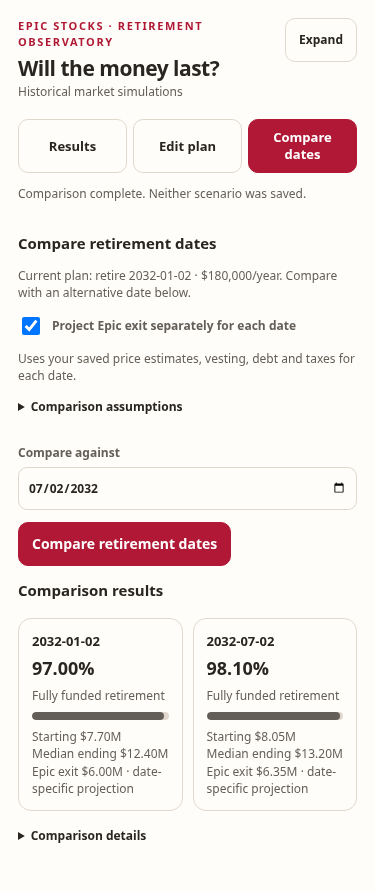 EPIC STOCKS · RETIREMENT
OBSERVATORY
Will the money last?
Historical market simulations
Expand
Results
Edit plan
Compare
dates
Comparison complete. Neither scenario was saved.
Compare retirement dates
Current plan: retire 2032-01-02 · $180,000/year. Compare
with an alternative date below.
Project Epic exit separately for each date
Uses your saved price estimates, vesting, debt and taxes for
each date.
Comparison assumptions
Compare against
07/02/2032
Compare retirement dates
Comparison results
2032-01-02
97.00%
Fully funded retirement
Starting $7.70M
Median ending $12.40M
Epic exit $6.00M · date-
specific projection
2032-07-02
98.10%
Fully funded retirement
Starting $8.05M
Median ending $13.20M
Epic exit $6.35M · date-
specific projection
Comparison details